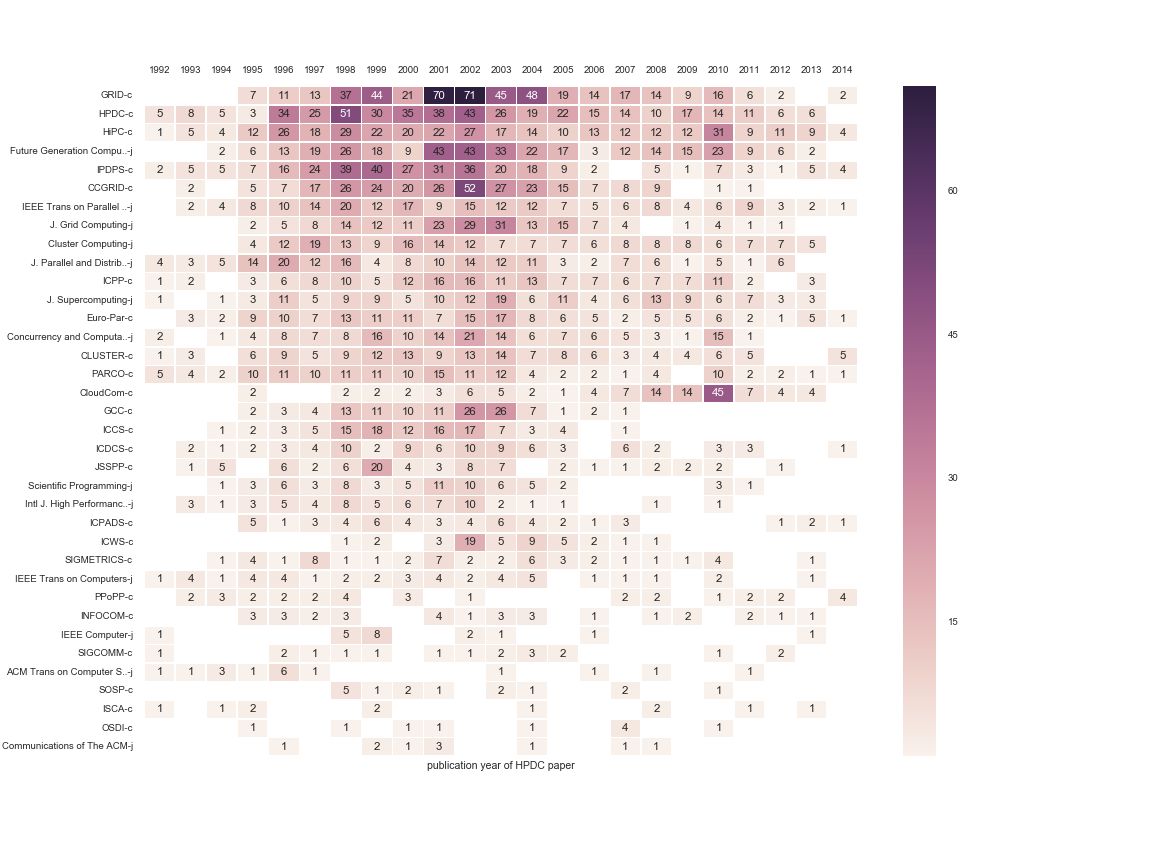 1992 1993 1994 1995 1996 1997 1998 1999 2000 2001 2002 2003 2004 2005 2006 2007 2008 2009 2010 2011 2012 2013 2014
GRID-c 7 11 13 37 44 21 70 71 45 48 19 14 17 14 9 16 6 2 2
HPDC-c 5 8 5 3 34 25 51 30 35 38 43 26 19 22 15 14 10 17 14 11 6 6
HiPC-c 1 5 4 12 26 18 29 22 20 22 27 17 14 10 13 12 12 12 31 9 11 9 4
Future Generation Compu..-j 2 6 13 19 26 18 9 43 43 33 22 17 3 12 14 15 23 9 6 2
IPDPS-c 2 5 5 7 16 24 39 40 27 31 36 20 18 9 2 5 1 7 3 1 5 4
60
CCGRID-c 2 5 7 17 26 24 20 26 52 27 23 15 7 8 9 1 1
IEEE Trans on Parallel ..-j 2 4 8 10 14 20 12 17 9 15 12 12 7 5 6 8 4 6 9 3 2 1
J. Grid Computing-j 2 5 8 14 12 11 23 29 31 13 15 7 4 1 4 1 1
Cluster Computing-j 4 12 19 13 9 16 14 12 7 7 7 6 8 8 8 6 7 7 5
J. Parallel and Distrib..-j 4 3 5 14 20 12 16 4 8 10 14 12 11 3 2 7 6 1 5 1 6
ICPP-c 1 2 3 6 8 10 5 12 16 16 11 13 7 7 6 7 7 11 2 3
J. Supercomputing-j 1 1 3 11 5 9 9 5 10 12 19 6 11 4 6 13 9 6 7 3 3
Euro-Par-c 3 2 9 10 7 13 11 11 7 15 17 8 6 5 2 5 5 6 2 1 5 1
45
Concurrency and Computa..-j 2 1 4 8 7 8 16 10 14 21 14 6 7 6 5 3 1 15 1
CLUSTER-c 1 3 6 9 5 9 12 13 9 13 14 7 8 6 3 4 4 6 5 5
PARCO-c 5 4 2 10 11 10 11 11 10 15 11 12 4 2 2 1 4 10 2 2 1 1
CloudCom-c 2 2 2 2 3 6 5 2 1 4 7 14 14 45 7 4 4
GCC-c 2 3 4 13 11 10 11 26 26 7 1 2 1
ICCS-c 1 2 3 5 15 18 12 16 17 7 3 4 1
ICDCS-c 2 1 2 3 4 10 2 9 6 10 9 6 3 6 2 3 3 1
JSSPP-c 1 5 6 2 6 20 4 3 8 7 2 1 1 2 2 2 1
30
Scientific Programming-j 1 3 6 3 8 3 5 11 10 6 5 2 3 1
Intl J. High Performanc..-j 3 1 3 5 4 8 5 6 7 10 2 1 1 1 1
ICPADS-c 5 1 3 4 6 4 3 4 6 4 2 1 3 1 2 1
ICWS-c 1 2 3 19 5 9 5 2 1 1
SIGMETRICS-c 1 4 1 8 1 1 2 7 2 2 6 3 2 1 1 1 4 1
IEEE Trans on Computers-j 1 4 1 4 4 1 2 2 3 4 2 4 5 1 1 1 2 1
PPoPP-c 2 3 2 2 2 4 3 1 2 2 1 2 2 4
INFOCOM-c 3 3 2 3 4 1 3 3 1 1 2 2 1 1
15
IEEE Computer-j 1 5 8 2 1 1 1
SIGCOMM-c 1 2 1 1 1 1 1 2 3 2 1 2
ACM Trans on Computer S..-j 1 1 3 1 6 1 1 1 1 1
SOSP-c 5 1 2 1 2 1 2 1
ISCA-c 1 1 2 2 1 2 1 1
OSDI-c 1 1 1 1 1 4 1
Communications of The ACM-j 1 2 1 3 1 1 1
publication year of HPDC paper